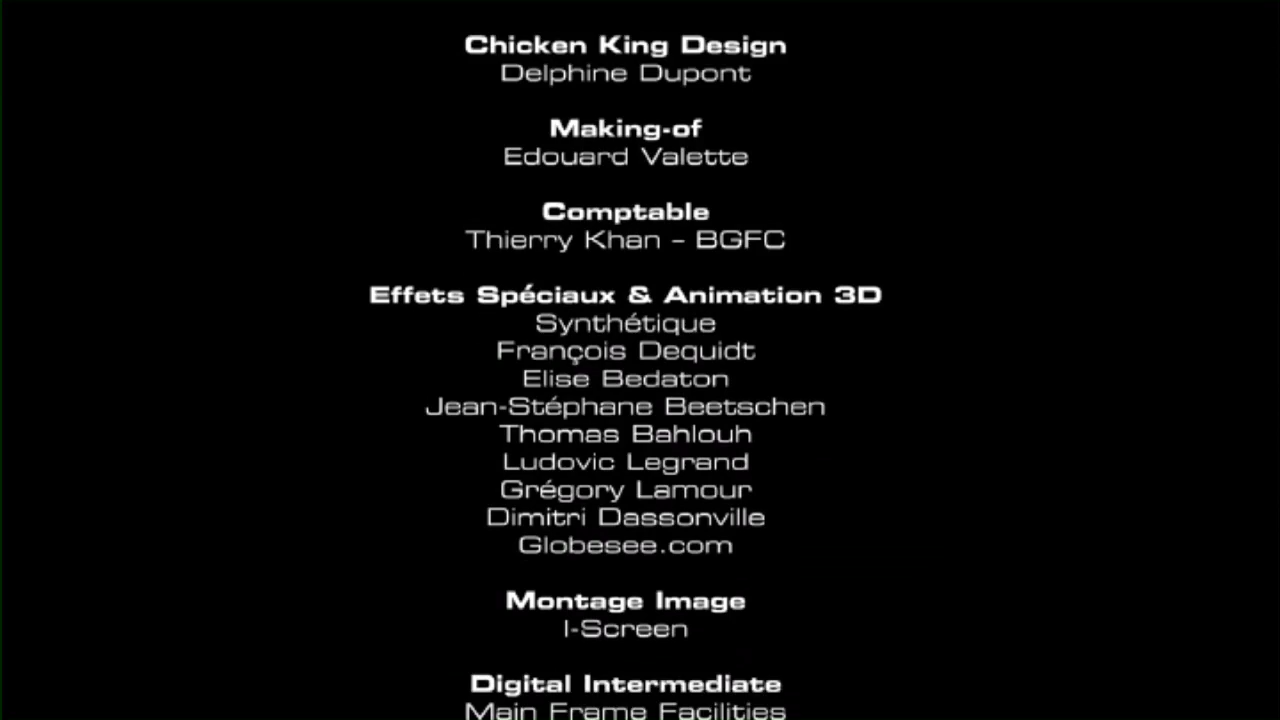 Chicken King Design
Delphine Dupont
Making-of
Edouard Valette
Comptable
Thierry Khan – BGFC
Effets Spéciaux & Animation 3D
Synthétique
François Dequidt
Elise Bedaton
Jean-Stéphane Beetschen
Thomas Bahlouh
Ludovic Legrand
Grégory Lamour
Dimitri Dassonville
Globesee.com
Montage Image
I-Screen
Digital Intermediate
Main Frame Facilities